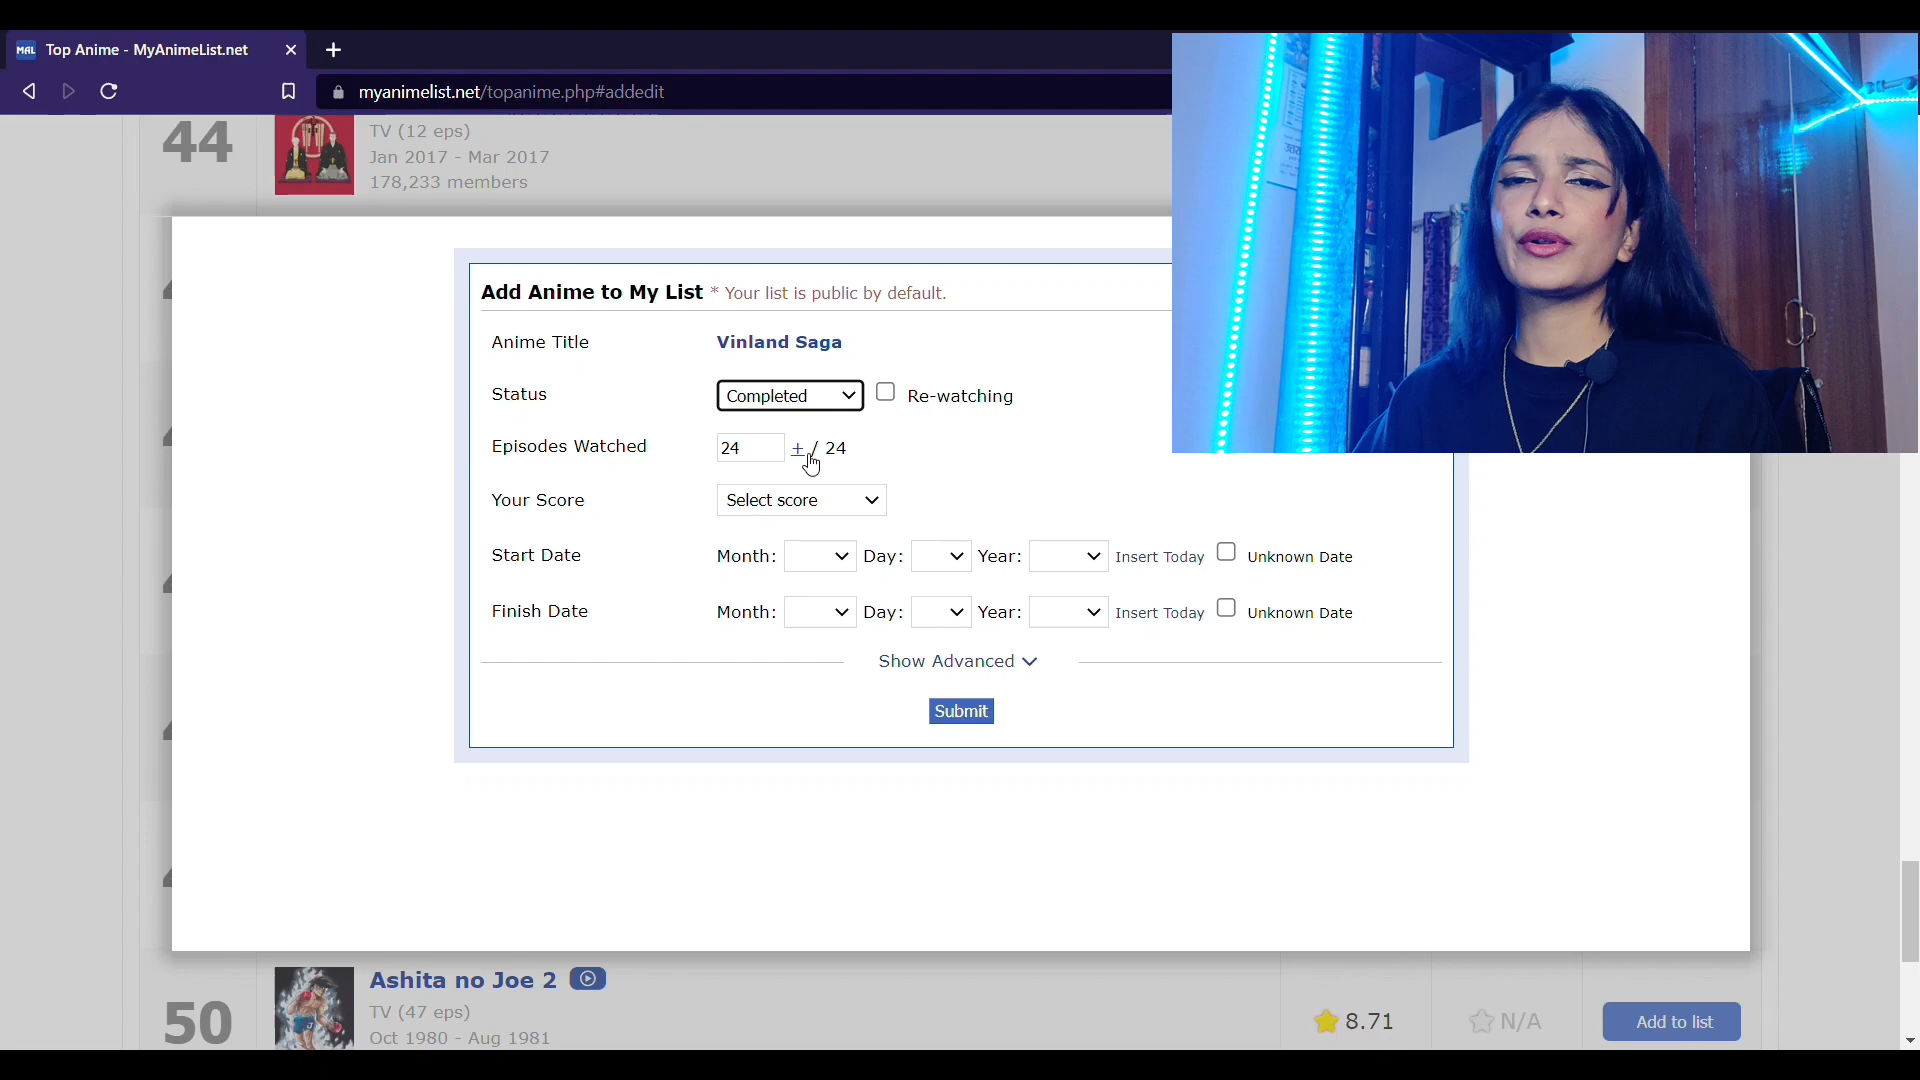 MAL Top Anime - MyAnimeList.net
myanimelist.net/topanime.php#addedit
44
TV (12 eps)
Jan 2017 - Mar 2017
178,233 members
Add Anime to My List * Your list is public by default.
Anime Title Vinland Saga
Status Completed Re-watching
Episodes Watched 24 + / 24
Your Score Select score
Start Date Month: Day: Year: Insert Today Unknown Date
Finish Date Month: Day: Year: Insert Today Unknown Date
Show Advanced
Submit
50
Ashita no Joe 2
TV (47 eps)
Oct 1980 - Aug 1981
8.71
N/A
Add to list